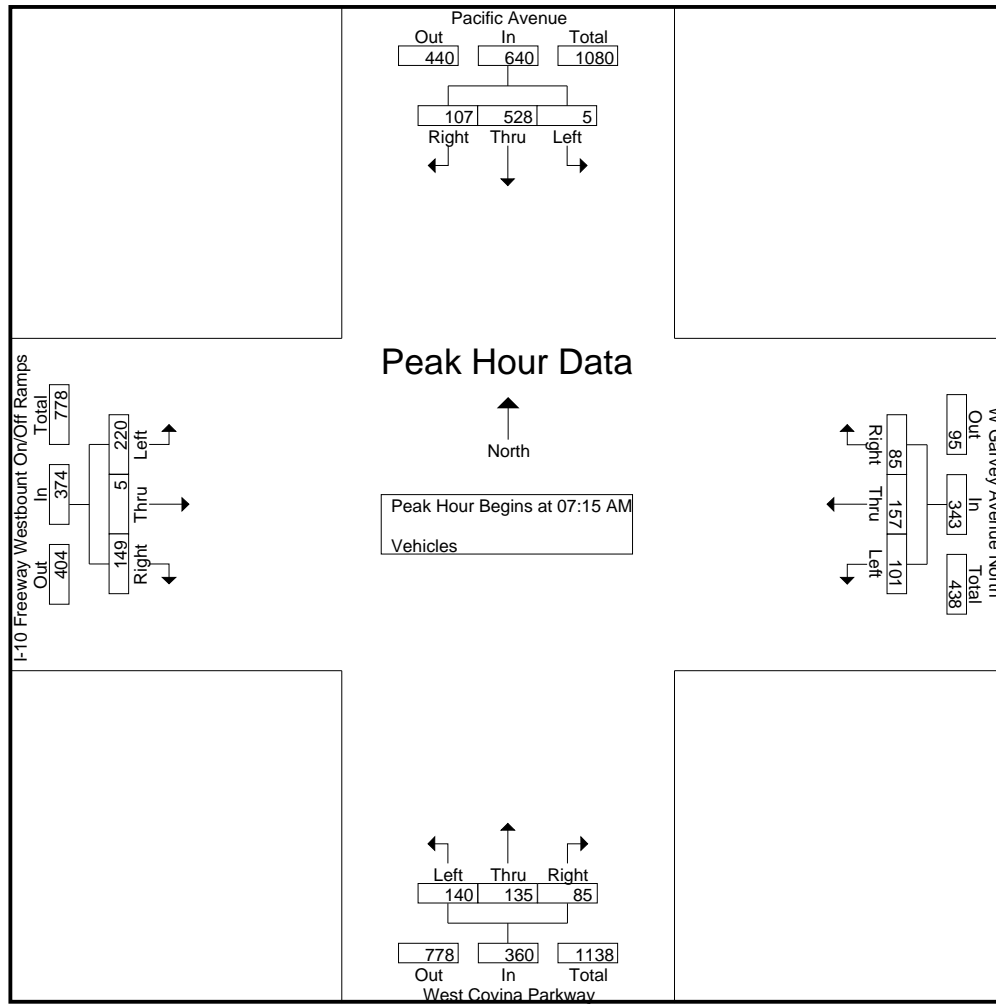 Pacific Avenue
Out In Total
440 640 1080
107 528 5
Right Thru Left
Peak Hour Data
North
Peak Hour Begins at 07:15 AM
Vehicles
I-10 Freeway Westbount On/Off Ramps
Out In Total
404 374 778
149 5 220
Right Thru Left
W Garvey Avenue North
Out In Total
95 343 438
85 157 101
Right Thru Left
Left Thru Right
140 135 85
778 360 1138
Out In Total
West Covina Parkway